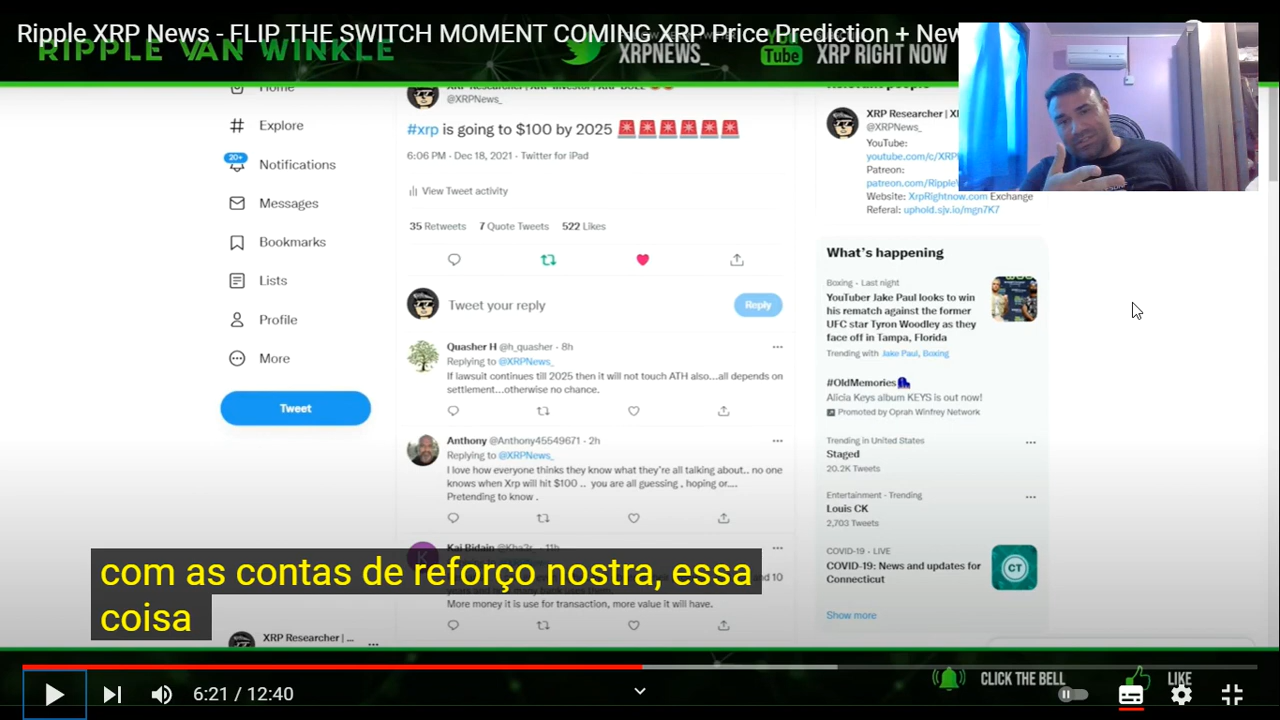 Ripple XRP News - FLIP THE SWITCH MOMENT COMING XRP Price Prediction + New
RIPPLE VAN WINKLE
XRPNEWS_
Tube XRP RIGHT NOW
Home
Explore
20+
Notifications
Messages
Bookmarks
Lists
Profile
More
Tweet
@XRPNews_
#xrp is going to $100 by 2025
6:06 PM · Dec 18, 2021 · Twitter for iPad
View Tweet activity
35 Retweets 7 Quote Tweets 522 Likes
Tweet your reply
Reply
Quasher H @h_quasher · 8h
Replying to @XRPNews_
If lawsuit continues till 2025 then it will not touch ATH also...all depends on
settlement...otherwise no chance.
Anthony @Anthony45549671 · 2h
Replying to @XRPNews_
I love how everyone thinks they know what they're all talking about.. no one
knows when Xrp will hit $100 .. you are all guessing , hoping or....
Pretending to know .
K
Kai Bidain
11h
and 10
More money it is use for transaction, more value it will have.
XRP Researcher | ...
Relevant people
XRP Researcher | X
@XRPNews_
YouTube:
youtube.com/c/XRP
Patreon:
patreon.com/Ripple
Website: XrpRightnow.com Exchange
Referal: uphold.sjv.io/mgn7K7
What's happening
Boxing · Last night
YouTuber Jake Paul looks to win
his rematch against the former
UFC star Tyron Woodley as they
face off in Tampa, Florida
Trending with Jake Paul, Boxing
#OldMemories
Alicia Keys album KEYS is out now!
Promoted by Oprah Winfrey Network
Trending in United States
Staged
20.2K Tweets
Entertainment · Trending
Louis CK
2,703 Tweets
COVID-19 · LIVE
COVID-19: News and updates for
Connecticut
CT
Show more
com as contas de reforço nostra, essa
coisa
6:21 / 12:40
CLICK THE BELL
LIKE